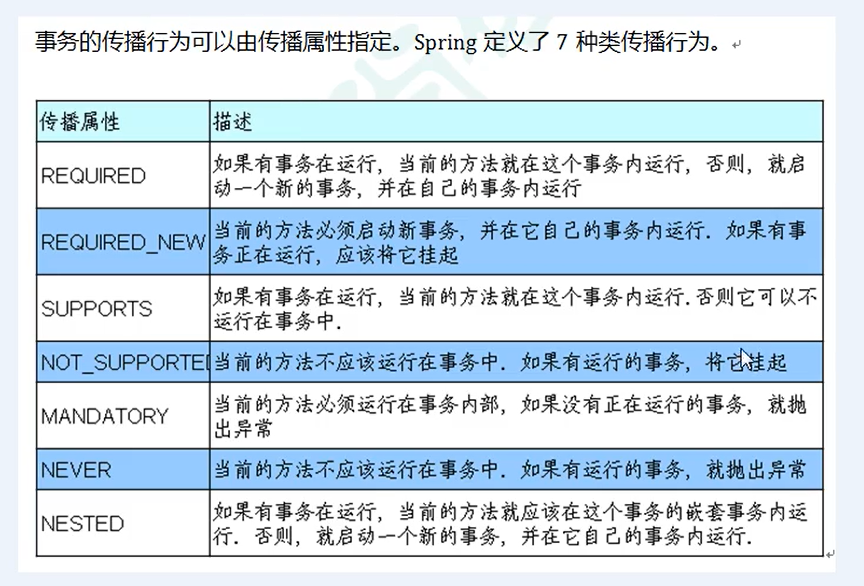 事务的传播行为可以由传播属性指定。Spring 定义了 7 种类传播行为。
传播属性 描述
REQUIRED
如果有事务在运行，当前的方法就在这个事务内运行，否则，就启
动一个新的事务，并在自己的事务内运行
REQUIRED_NEW
当前的方法必须启动新事务，并在它自己的事务内运行. 如果有事
务正在运行，应该将它挂起
SUPPORTS
如果有事务在运行，当前的方法就在这个事务内运行.否则它可以不
运行在事务中.
NOT_SUPPORTED 当前的方法不应该运行在事务中. 如果有运行的事务，将它挂起
MANDATORY
当前的方法必须运行在事务内部，如果没有正在运行的事务，就抛
出异常
NEVER 当前的方法不应该运行在事务中. 如果有运行的事务，就抛出异常
NESTED
如果有事务在运行，当前的方法就应该在这个事务的嵌套事务内运
行. 否则，就启动一个新的事务，并在它自己的事务内运行.